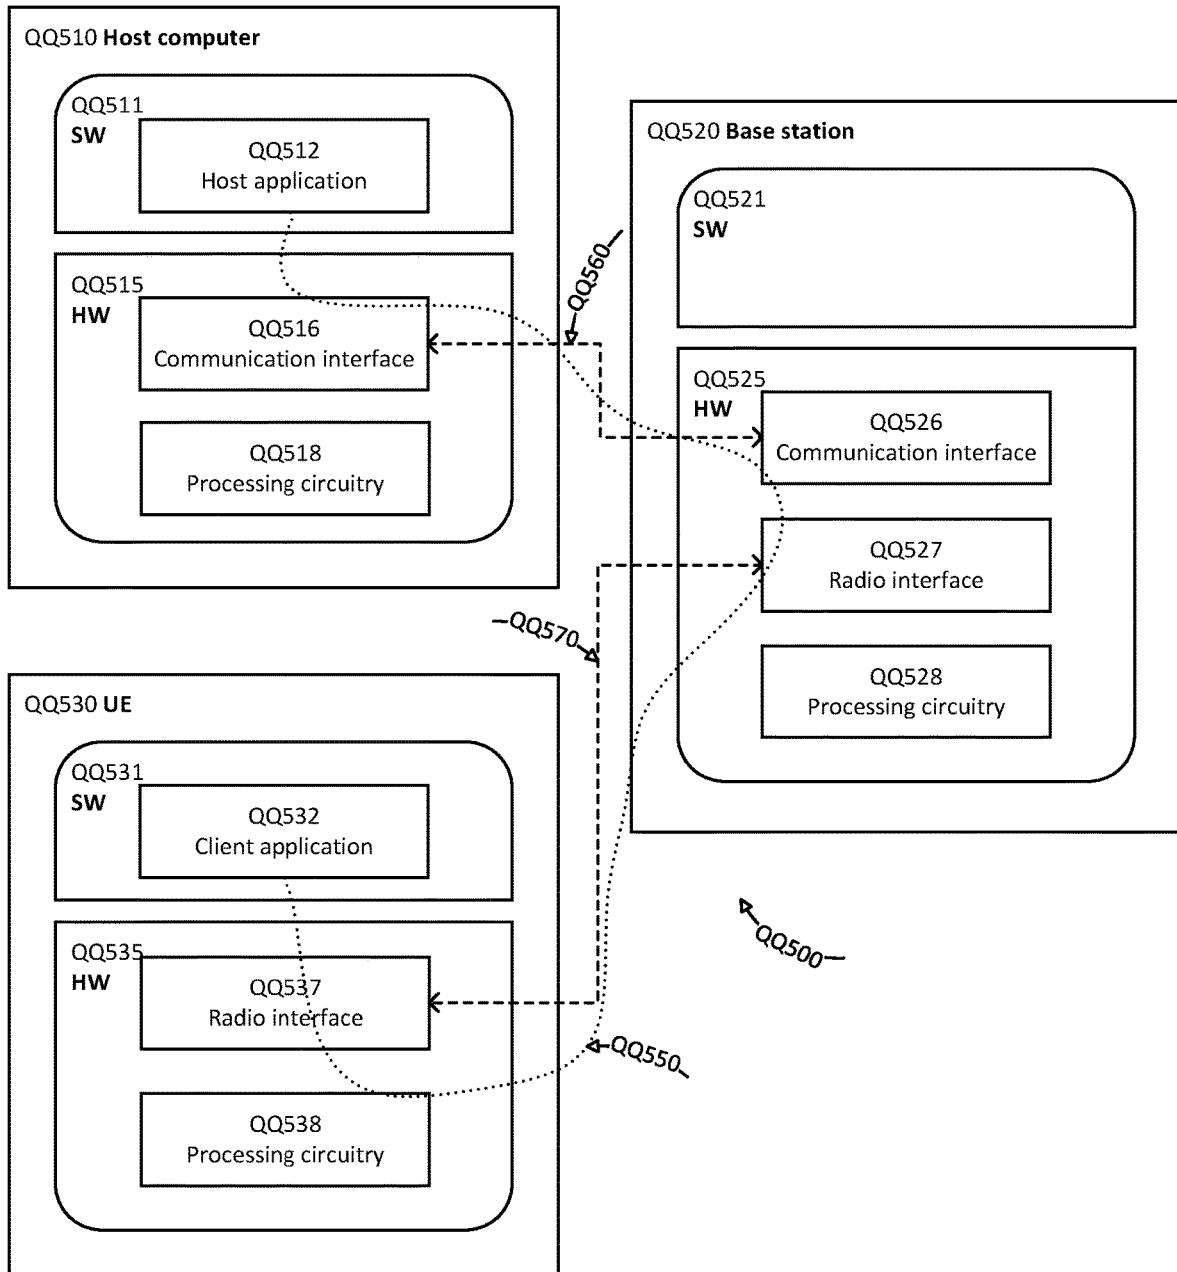 QQ510 Host computer
QQ511
SW
QQ512
Host application
QQ515
HW
QQ516
Communication interface
QQ518
Processing circuitry
QQ520 Base station
QQ521
SW
QQ525
HW
QQ526
Communication interface
QQ527
Radio interface
QQ528
Processing circuitry
QQ560
QQ570
QQ530 UE
QQ531
SW
QQ532
Client application
QQ535
HW
QQ537
Radio interface
QQ538
Processing circuitry
QQ500
QQ550